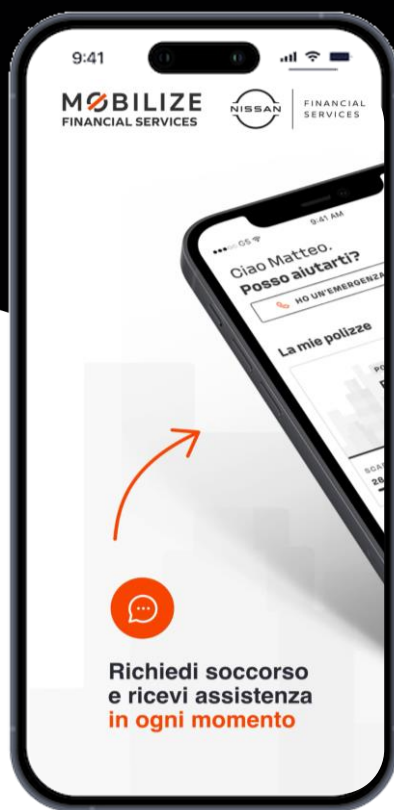 9:41
MOBILIZE
FINANCIAL SERVICES
NISSAN
FINANCIAL
SERVICES
9:41 AM
Ciao Matteo.
Posso aiutarti?
HO UN'EMERGENZA
La mie polizze
Richiedi soccorso
e ricevi assistenza
in ogni momento